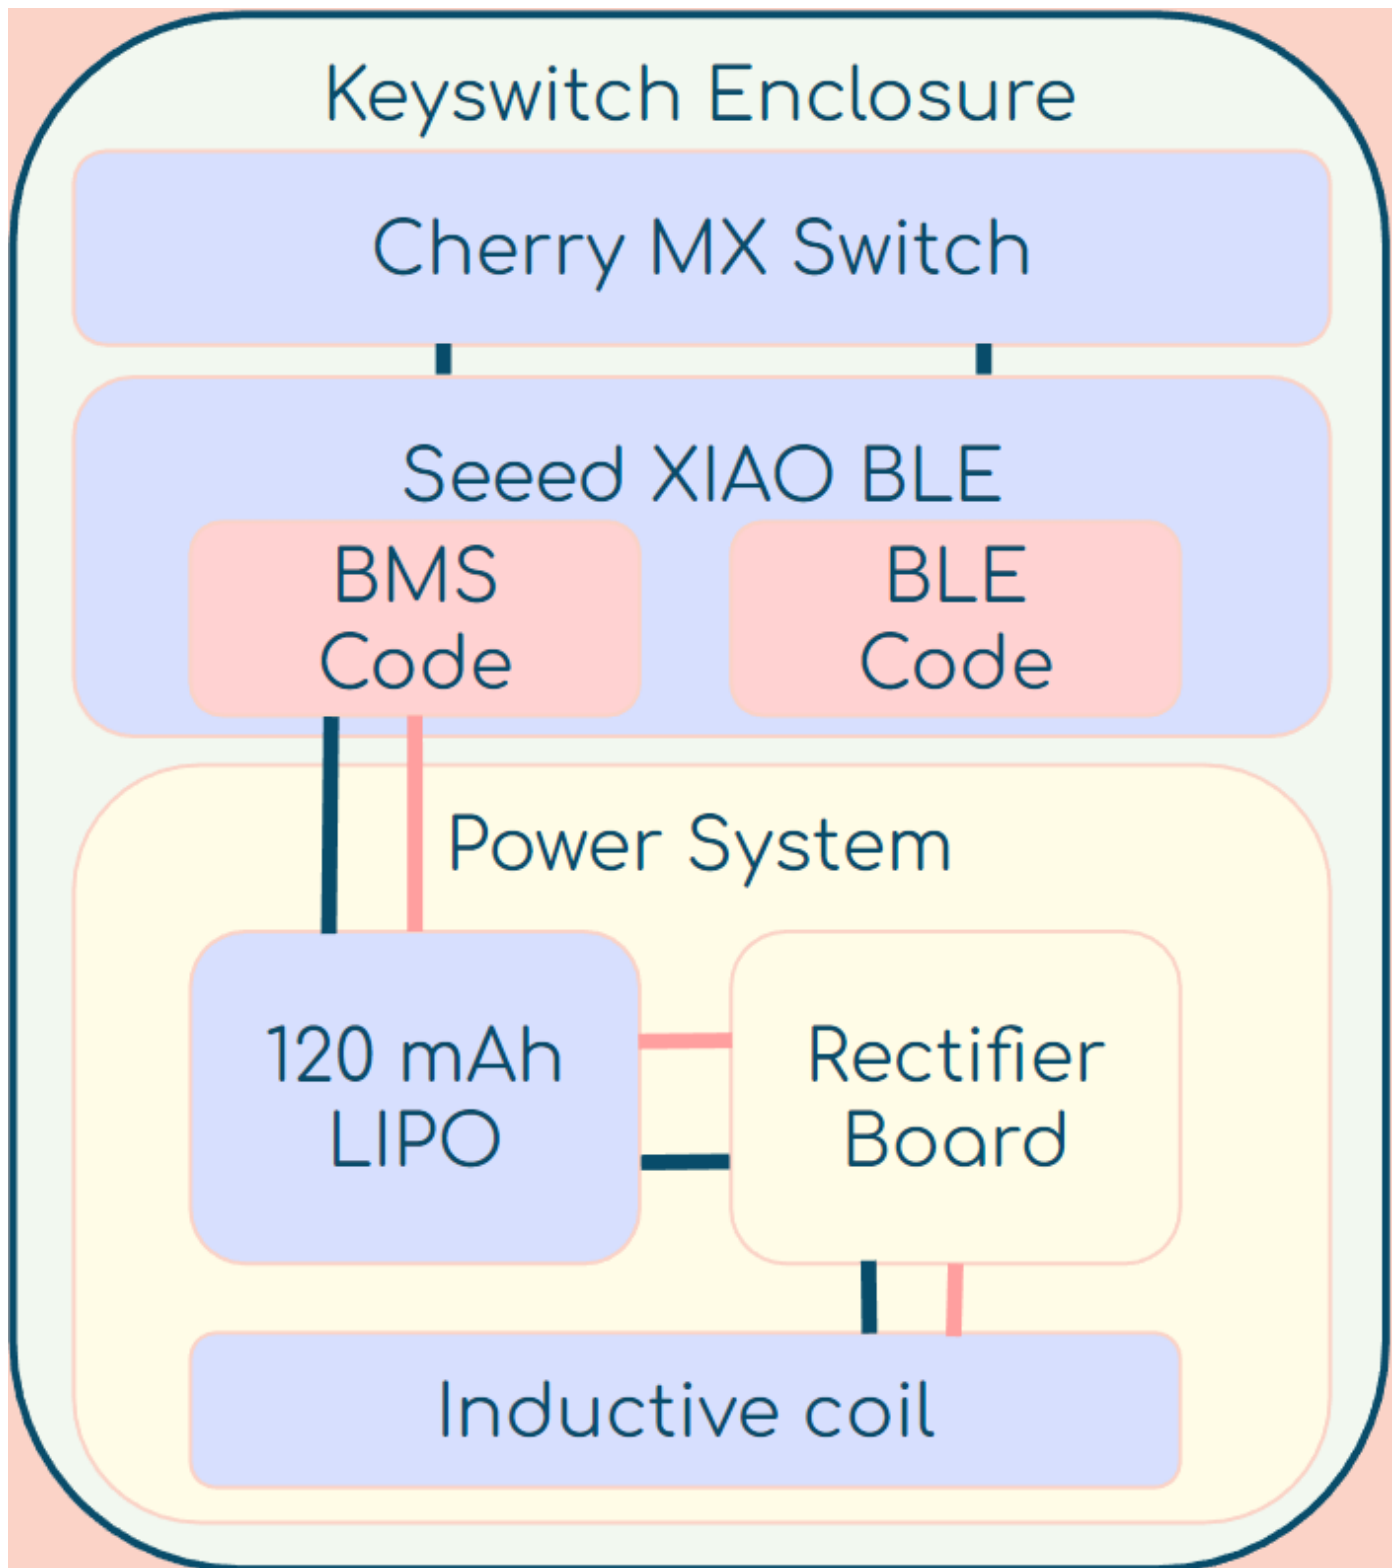 Keyswitch Enclosure
Cherry MX Switch
Seeed XIAO BLE
BMS
Code
BLE
Code
Power System
120 mAh
LIPO
Rectifier
Board
Inductive coil